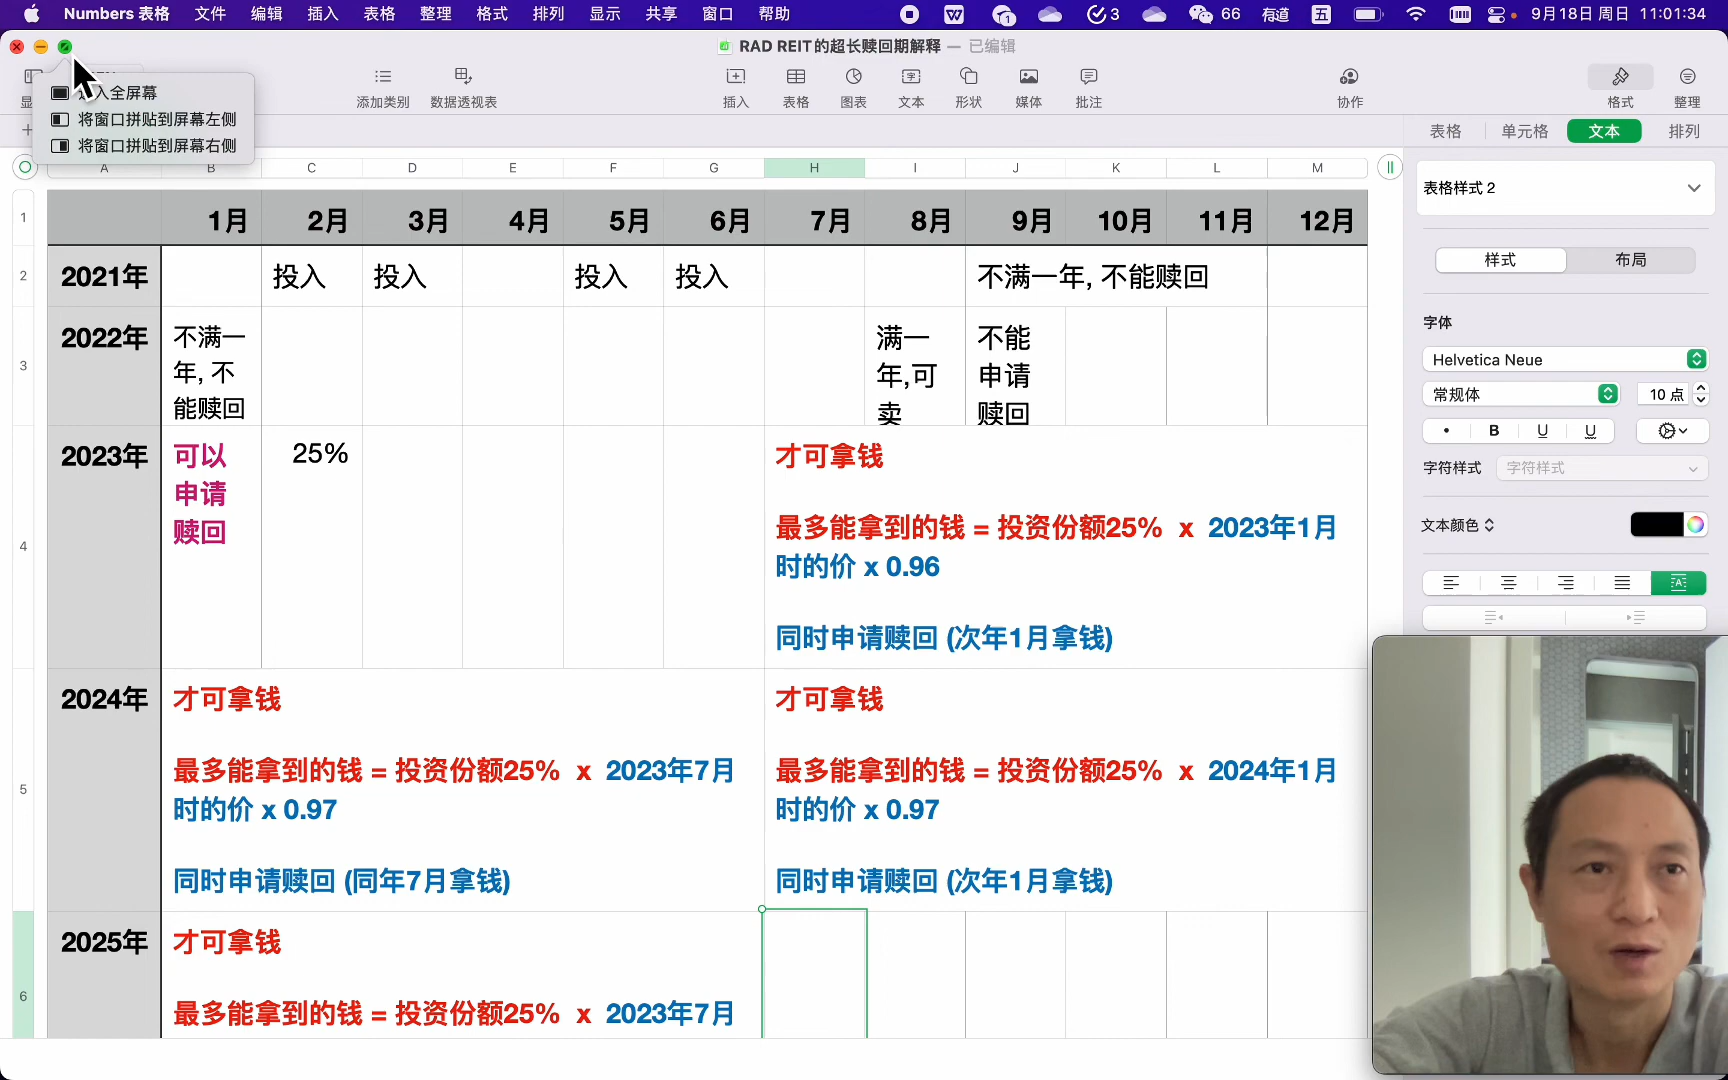 Numbers 表格 文件 编辑 插入 表格 整理 格式 排列 显示 共享 窗口 帮助 3 66 有道 五 9月18日 周日 11:01:34
RAD REIT的超长赎回期解释 — 已编辑
入全屏幕
将窗口拼贴到屏幕左侧
将窗口拼贴到屏幕右侧
添加类别 数据透视表 插入 表格 图表 文本 形状 媒体 批注 协作 格式 整理
表格 单元格 文本 排列
A B C D E F G H I J K L M
1 1月 2月 3月 4月 5月 6月 7月 8月 9月 10月 11月 12月
2 2021年 投入 投入 投入 投入 不满一年, 不能赎回
3 2022年
不满一
年, 不
能赎回
满一
年,可
卖
不能
申请
赎回
4 2023年
可以
申请
赎回
25%
才可拿钱
最多能拿到的钱 = 投资份额25% x 2023年1月
时的价 x 0.96
同时申请赎回 (次年1月拿钱)
5 2024年
才可拿钱
最多能拿到的钱 = 投资份额25% x 2023年7月
时的价 x 0.97
同时申请赎回 (同年7月拿钱)
才可拿钱
最多能拿到的钱 = 投资份额25% x 2024年1月
时的价 x 0.97
同时申请赎回 (次年1月拿钱)
6 2025年
才可拿钱
最多能拿到的钱 = 投资份额25% x 2023年7月
表格样式 2
样式 布局
字体
Helvetica Neue
常规体 10 点
B U U
字符样式 字符样式
文本颜色